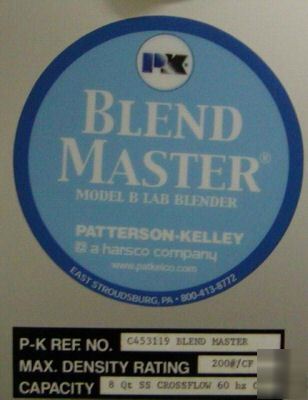 PK
BLEND
MASTER®
MODEL B LAB BLENDER
PATTERSON-KELLEY
a harsco company
www.patkelco.com
EAST STROUDSBURG, PA • 800-413-8772
P-K REF. NO. C453119 BLEND MASTER
MAX. DENSITY RATING 200#/CF
CAPACITY 8 Qt SS CROSSFLOW 60 hz